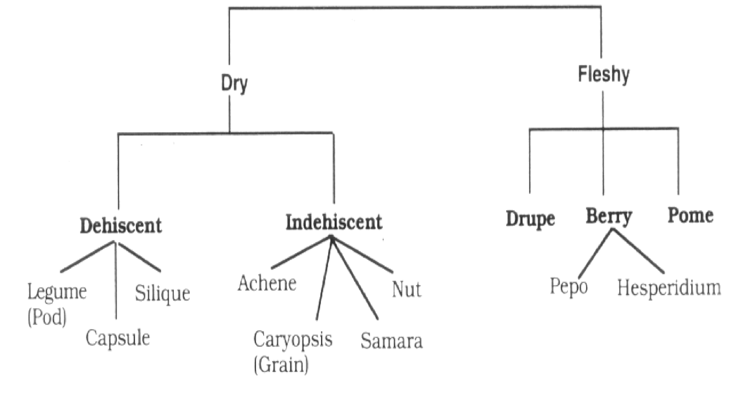 Dry
Fleshy
Dehiscent
Indehiscent
Drupe
Berry
Pome
Legume
(Pod)
Capsule
Silique
Achene
Caryopsis
(Grain)
Samara
Nut
Pepo
Hesperidium